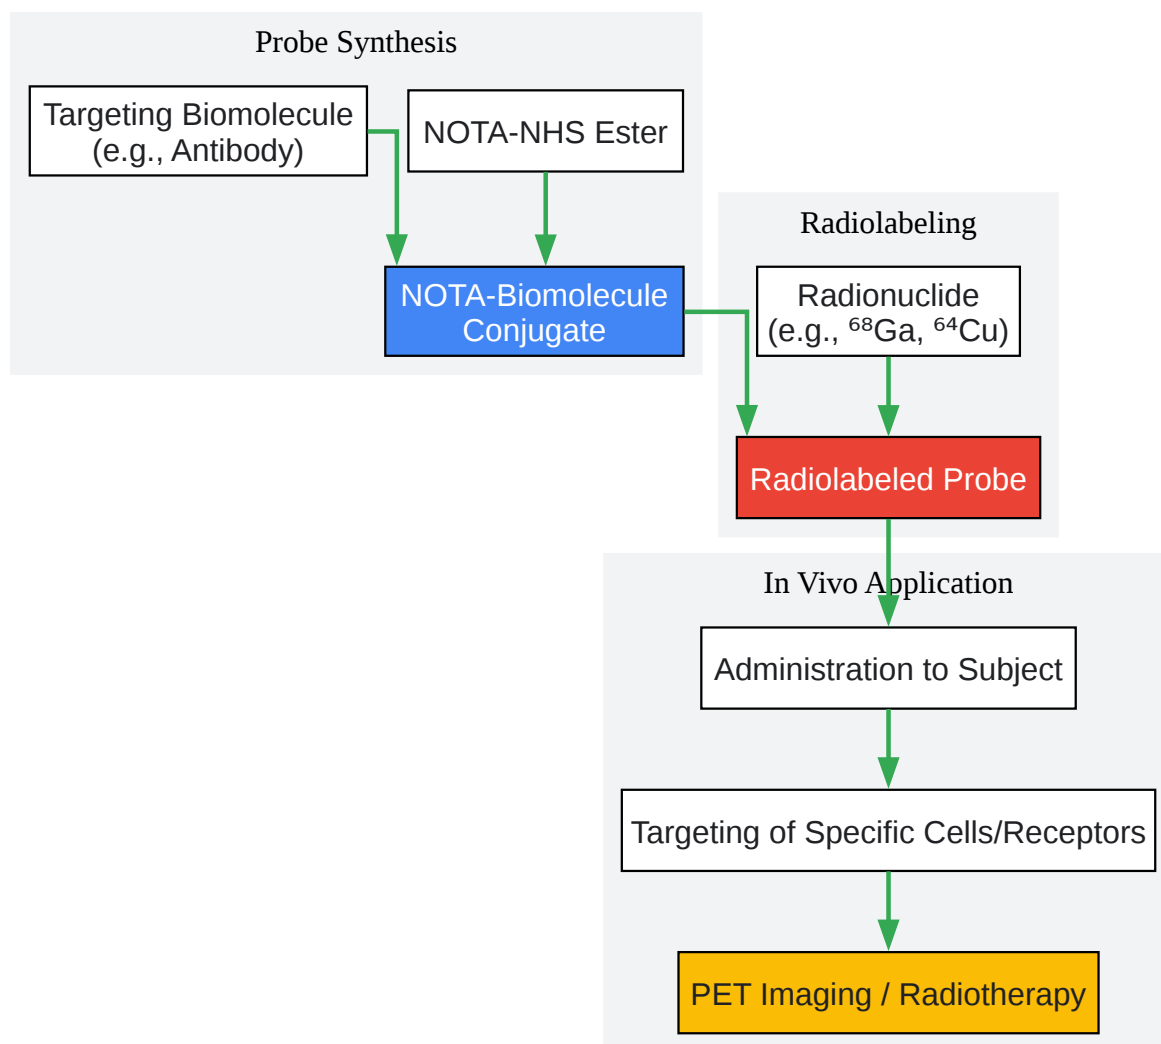 Probe Synthesis
Targeting Biomolecule
(e.g., Antibody)
NOTA-NHS Ester
NOTA-Biomolecule
Conjugate
Radiolabeling
Radionuclide
(e.g., ⁶⁸Ga, ⁶⁴Cu)
Radiolabeled Probe
In Vivo Application
Administration to Subject
Targeting of Specific Cells/Receptors
PET Imaging / Radiotherapy